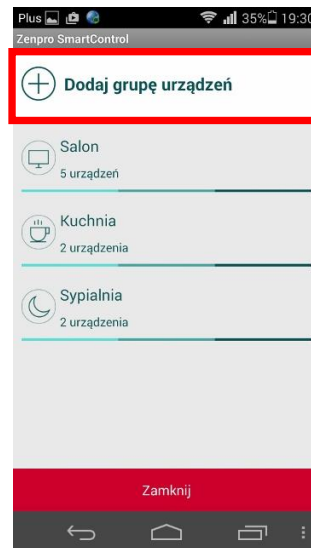 Plus 35% 19:30
Zenpro SmartControl
Dodaj grupę urządzeń
Salon
5 urządzeń
Kuchnia
2 urządzenia
Sypialnia
2 urządzenia
Zamknij